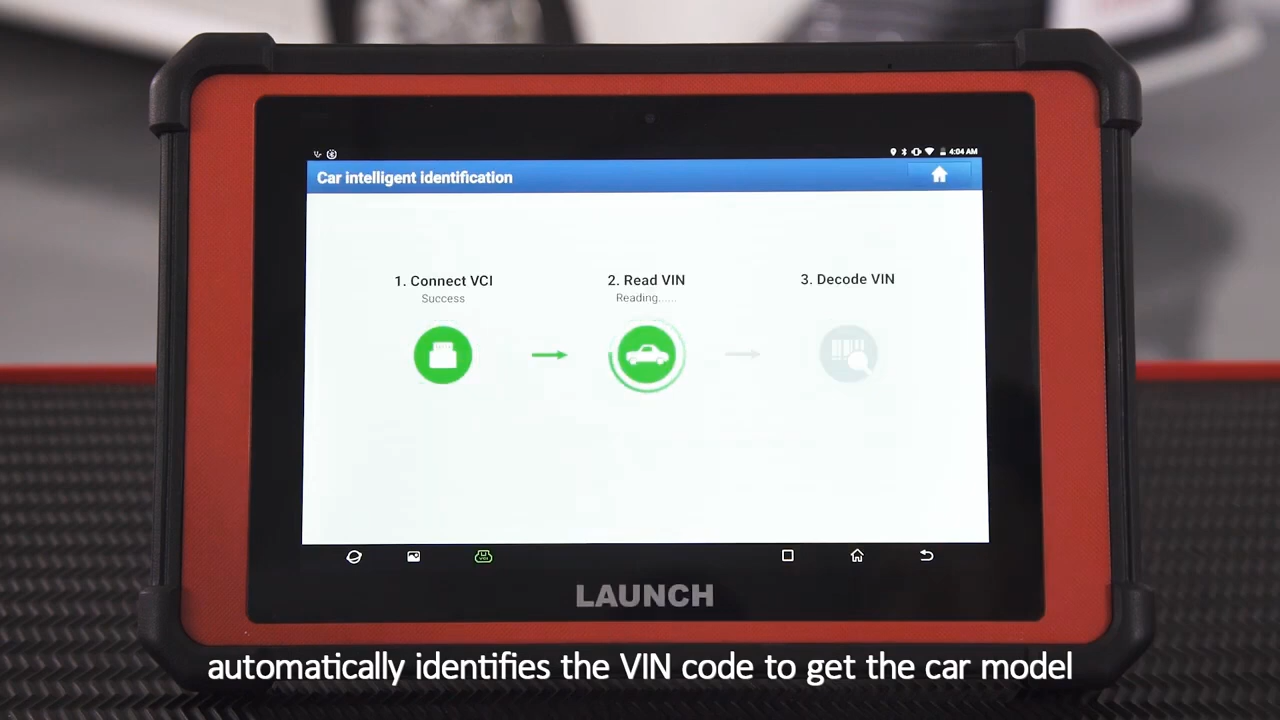 4:04 AM
Car intelligent identification
1. Connect VCI
Success
2. Read VIN
Reading......
3. Decode VIN
VCI
LAUNCH
automatically identifies the VIN code to get the car model